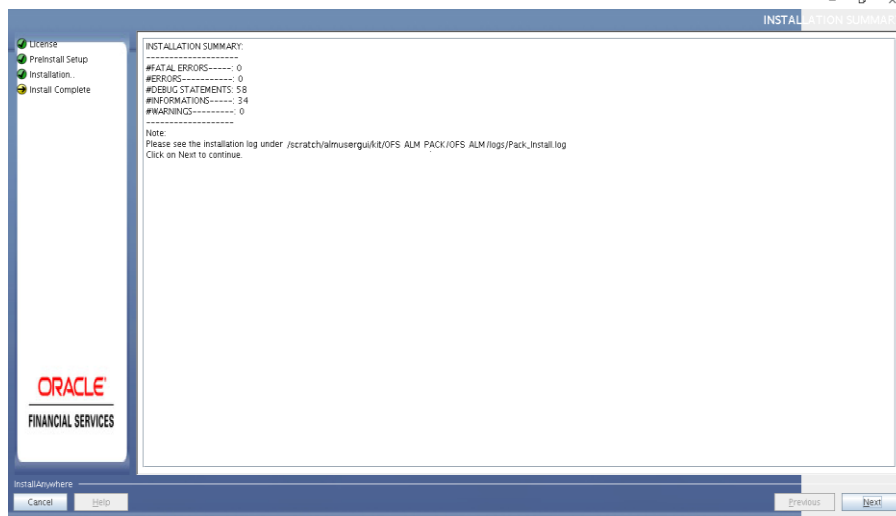 INSTALLATION SUMMAR
License
PreInstall Setup
Installation..
Install Complete
INSTALLATION SUMMARY:
--------------------
#FATAL ERRORS-----: 0
#ERRORS-----------: 0
#DEBUG STATEMENTS: 58
#INFORMATIONS-----: 34
#WARNINGS---------: 0
-------------------
Note:
Please see the installation log under /scratch/almusergui/kit/OFS ALM PACK/OFS ALM/logs/Pack_Install.log
Click on Next to continue.
ORACLE
FINANCIAL SERVICES
InstallAnywhere
Cancel
Help
Previous
Next